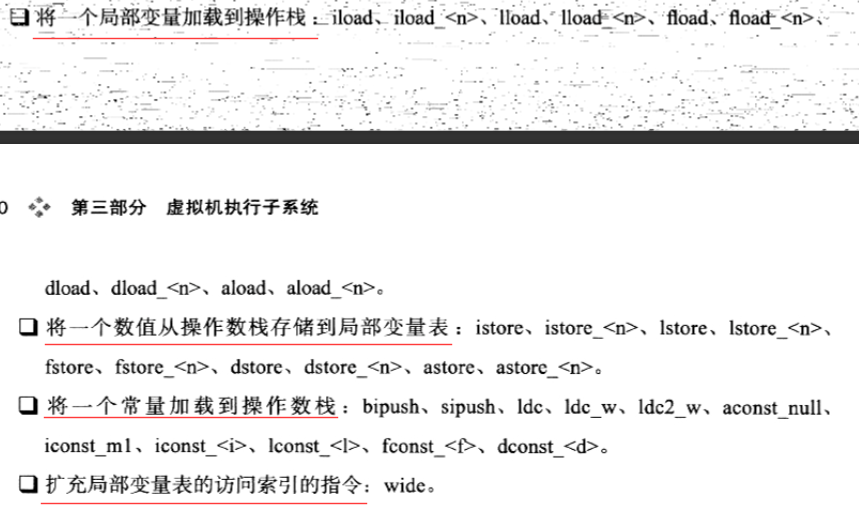 将一个局部变量加载到操作栈：iload、iload_<n>、lload、lload_<n>、fload、fload_<n>、
0 第三部分 虚拟机执行子系统
dload、dload_<n>、aload、aload_<n>。
将一个数值从操作数栈存储到局部变量表：istore、istore_<n>、lstore、lstore_<n>、
fstore、fstore_<n>、dstore、dstore_<n>、astore、astore_<n>。
将一个常量加载到操作数栈：bipush、sipush、ldc、ldc_w、ldc2_w、aconst_null、
iconst_m1、iconst_<i>、lconst_<l>、fconst_<f>、dconst_<d>。
扩充局部变量表的访问索引的指令：wide。